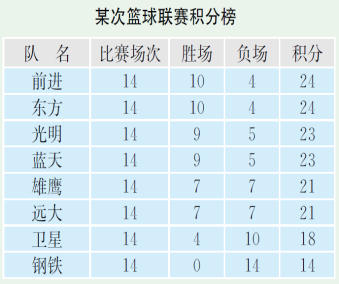 某次篮球联赛积分榜
队 名 比赛场次 胜场 负场 积分
前进 14 10 4 24
东方 14 10 4 24
光明 14 9 5 23
蓝天 14 9 5 23
雄鹰 14 7 7 21
远大 14 7 7 21
卫星 14 4 10 18
钢铁 14 0 14 14